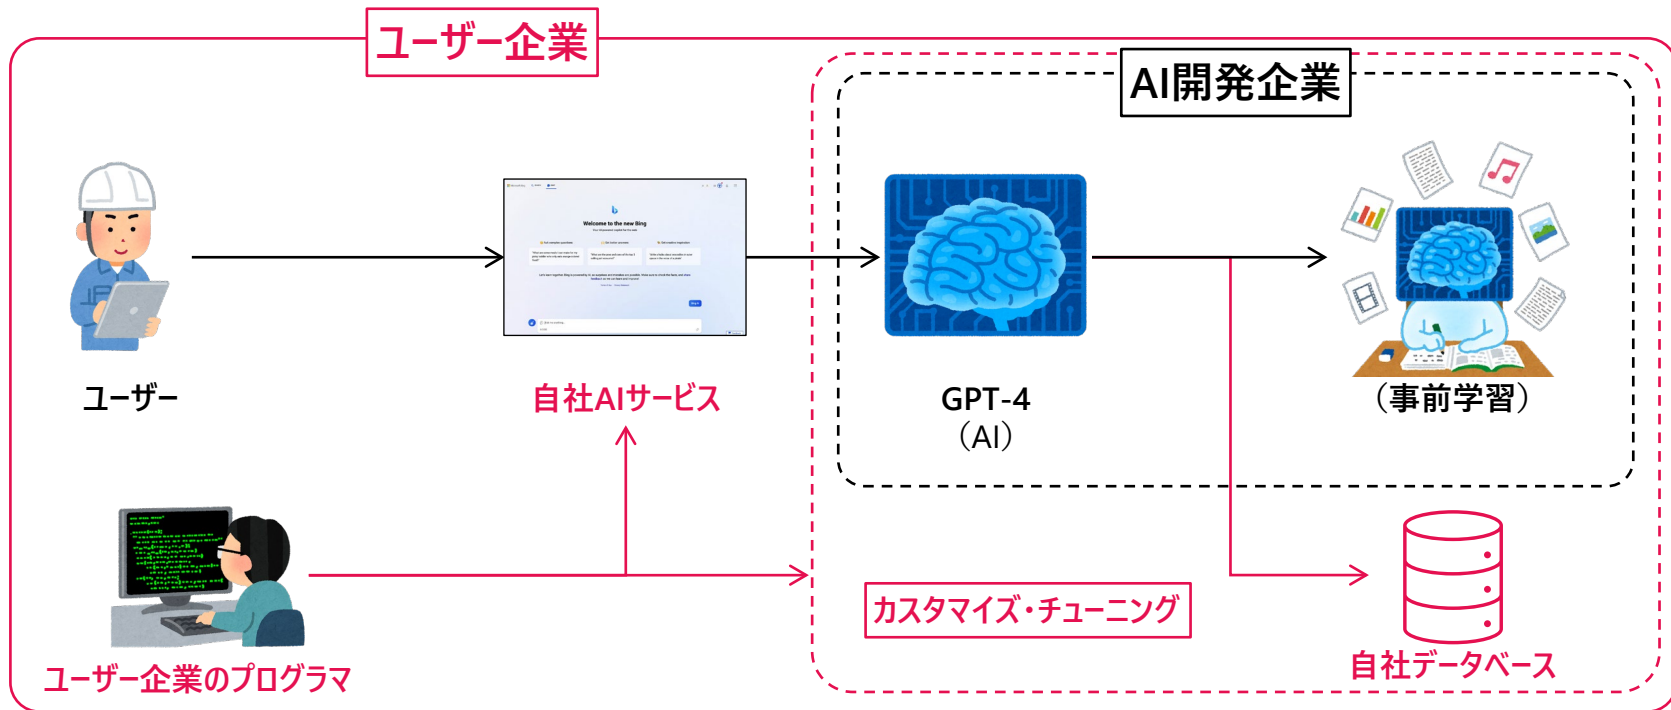 ユーザー企業
AI開発企業
Welcome to the new Bing
ユーザー
自社AIサービス
GPT-4
（AI）
（事前学習）
カスタマイズ・チューニング
自社データベース
ユーザー企業のプログラマ